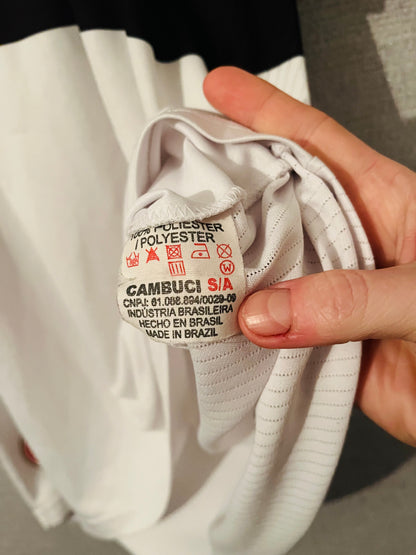 100% POLIESTER
/ POLYESTER
CAMBUCI S/A
CNPJ: 61.088.894/0029-09
INDÚSTRIA BRASILEIRA
HECHO EN BRASIL
MADE IN BRAZIL